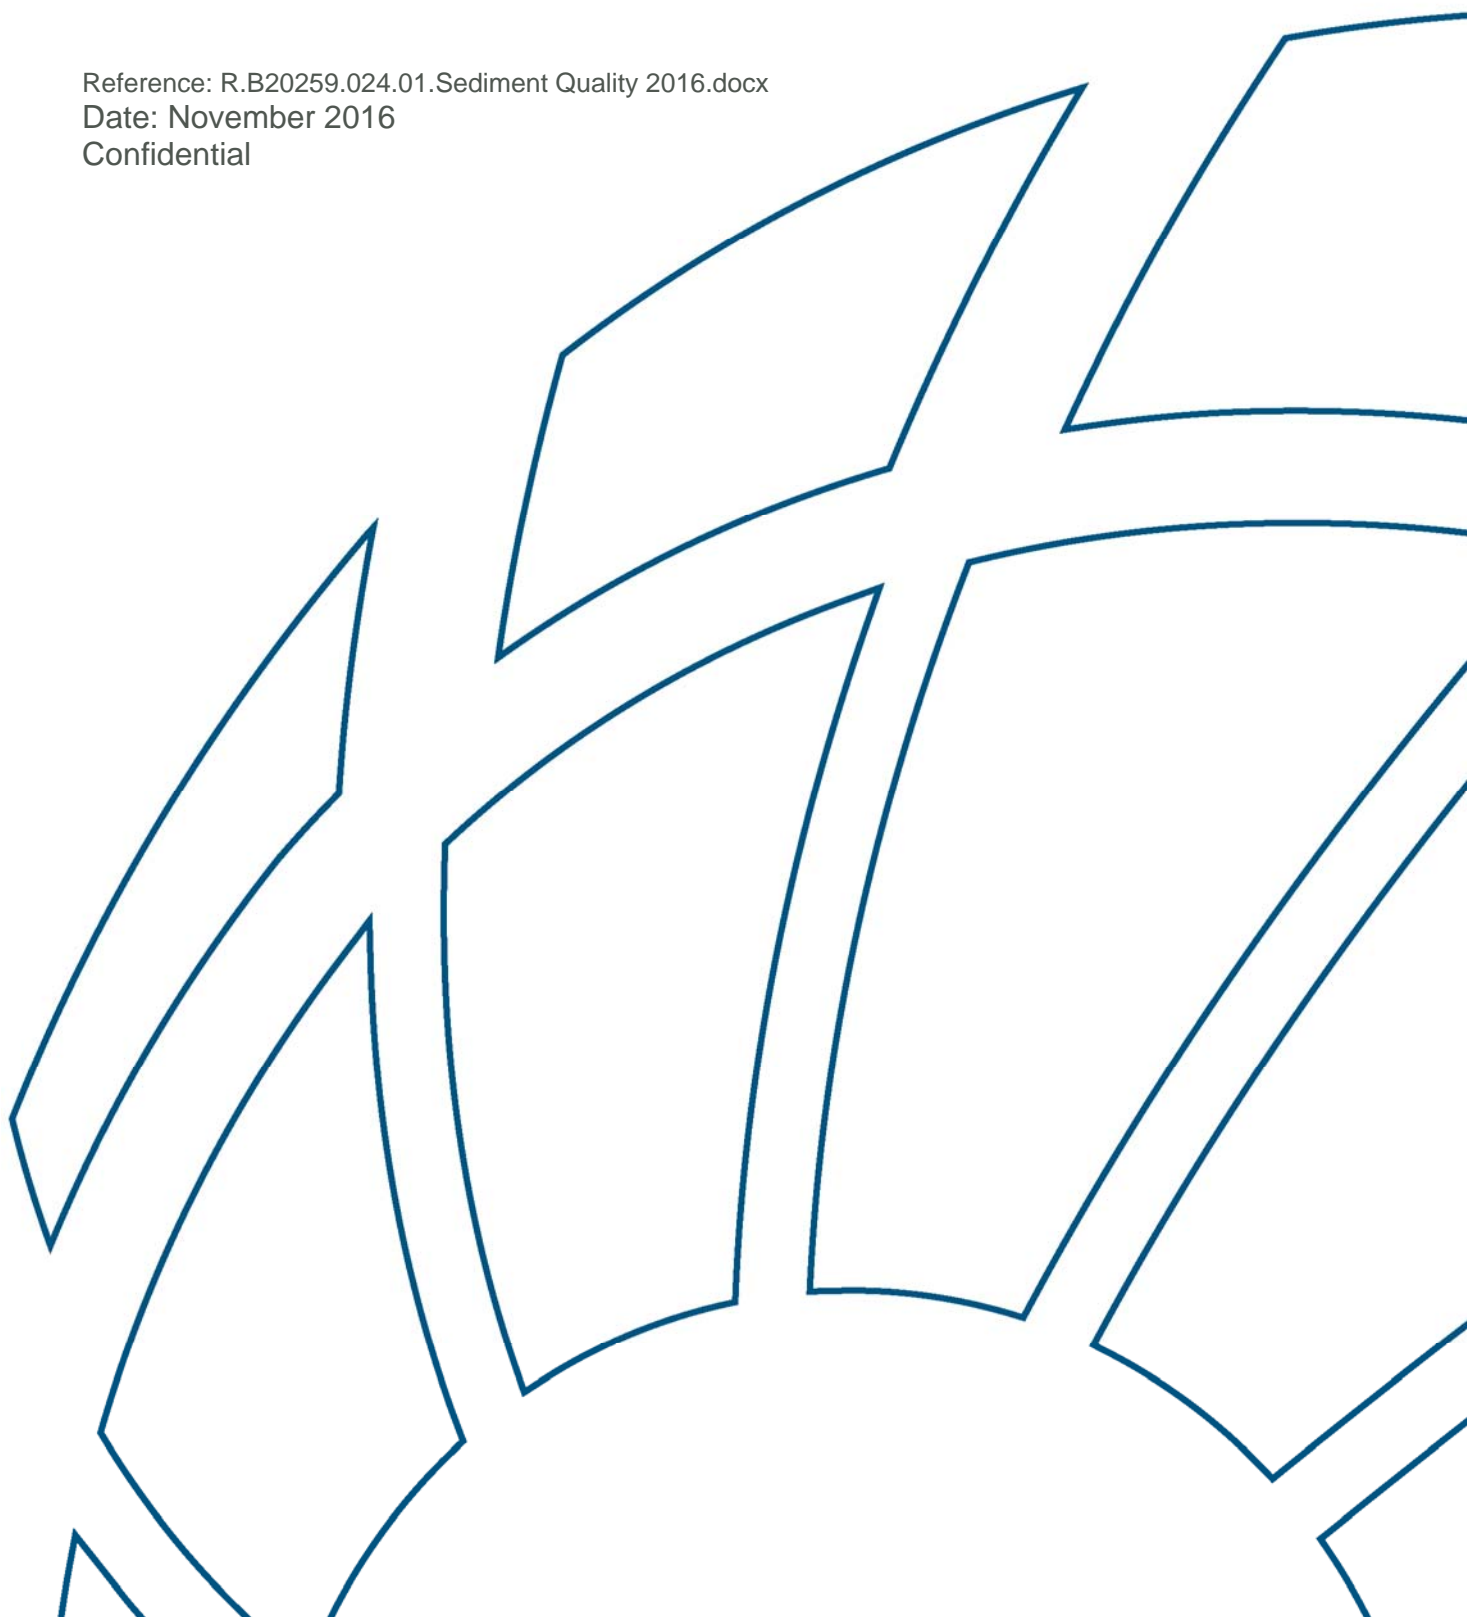 Reference: R.B20259.024.01.Sediment Quality 2016.docx
Date: November 2016
Confidential